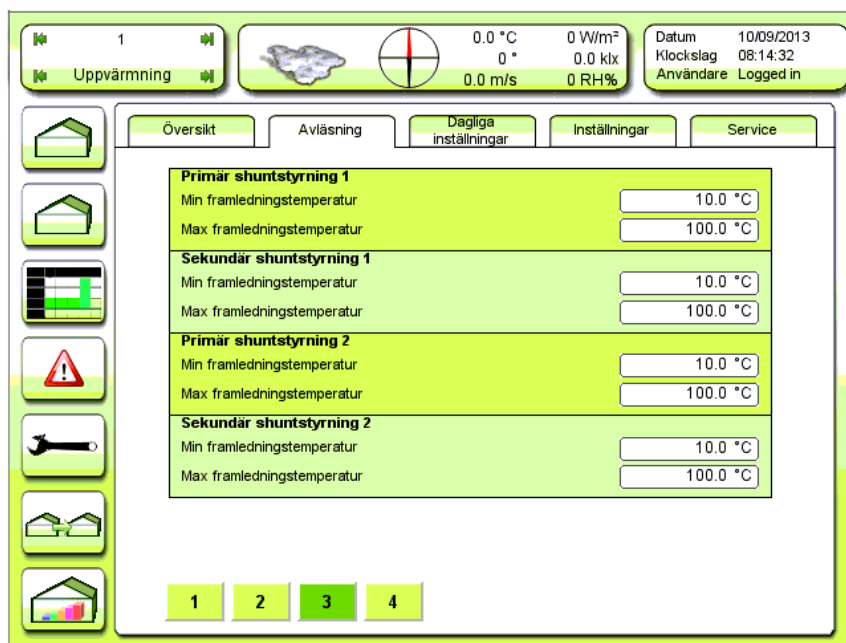 1
Uppvärmning
0.0 °C 0 W/m²
0 ° 0.0 klx
0.0 m/s 0 RH%
Datum 10/09/2013
Klockslag 08:14:32
Användare Logged in
Översikt
Avläsning
Dagliga
inställningar
Inställningar
Service
Primär shuntstyrning 1
Min framledningstemperatur 10.0 °C
Max framledningstemperatur 100.0 °C
Sekundär shuntstyrning 1
Min framledningstemperatur 10.0 °C
Max framledningstemperatur 100.0 °C
Primär shuntstyrning 2
Min framledningstemperatur 10.0 °C
Max framledningstemperatur 100.0 °C
Sekundär shuntstyrning 2
Min framledningstemperatur 10.0 °C
Max framledningstemperatur 100.0 °C
1 2 3 4